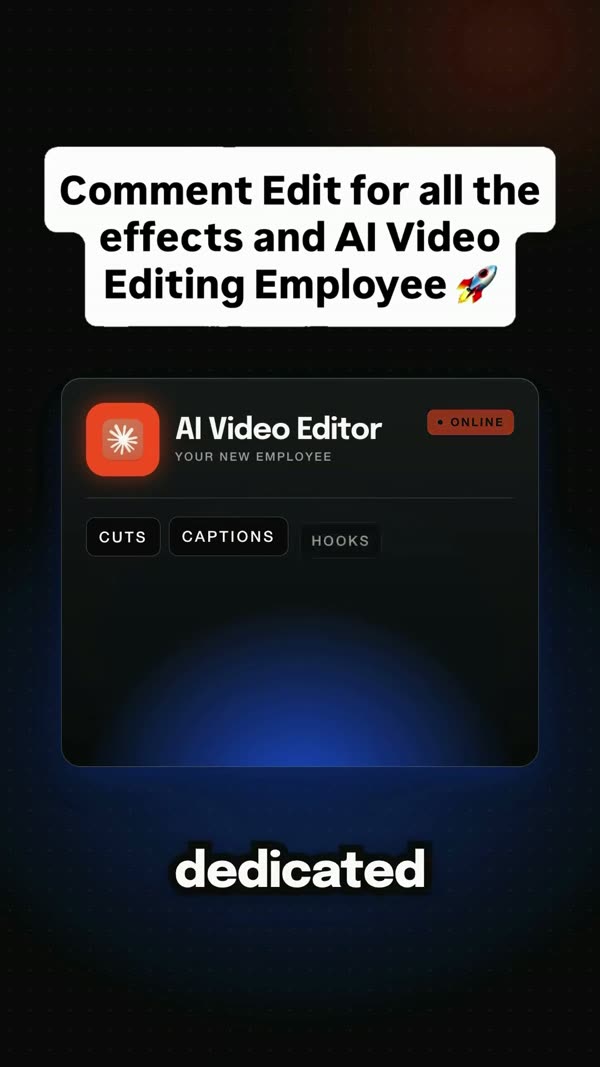 Comment Edit for all the
effects and AI Video
Editing Employee 🚀
AI Video Editor
ONLINE
YOUR NEW EMPLOYEE
CUTS
CAPTIONS
HOOKS
dedicated